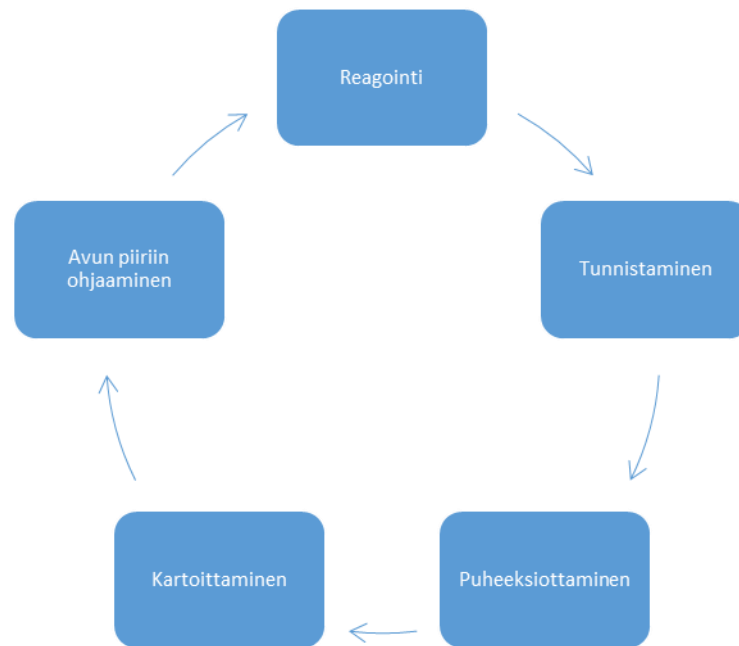 Reagointi
Tunnistaminen
Puheeksiottaminen
Kartoittaminen
Avun piiriin
ohjaaminen